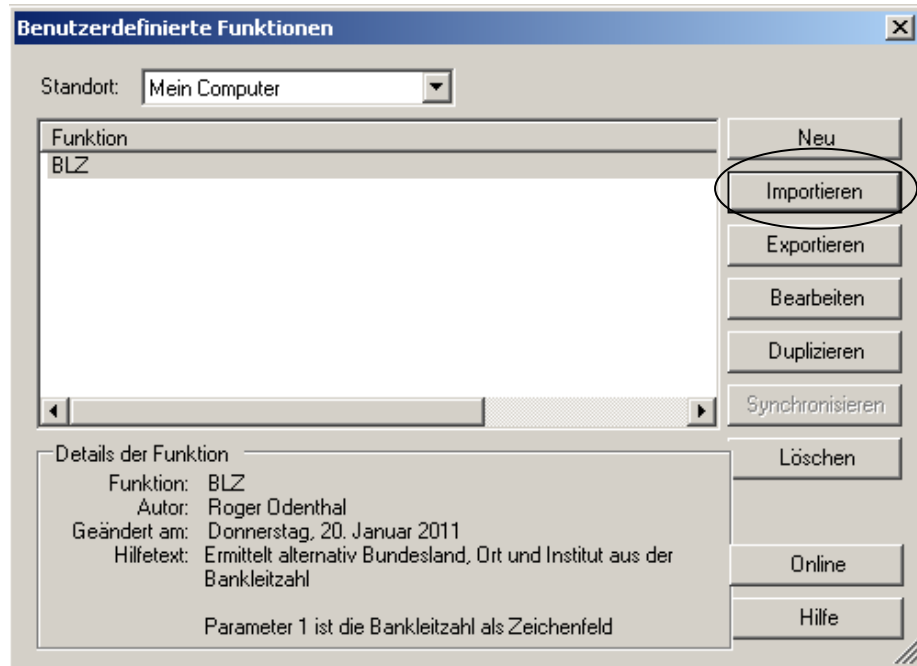 Benutzerdefinierte Funktionen
Standort: Mein Computer
Funktion
BLZ
Neu
Importieren
Exportieren
Bearbeiten
Duplizieren
Synchronisieren
Löschen
Details der Funktion
Funktion: BLZ
Autor: Roger Odenthal
Geändert am: Donnerstag, 20. Januar 2011
Hilfetext: Ermittelt alternativ Bundesland, Ort und Institut aus der
Bankleitzahl
Parameter 1 ist die Bankleitzahl als Zeichenfeld
Online
Hilfe